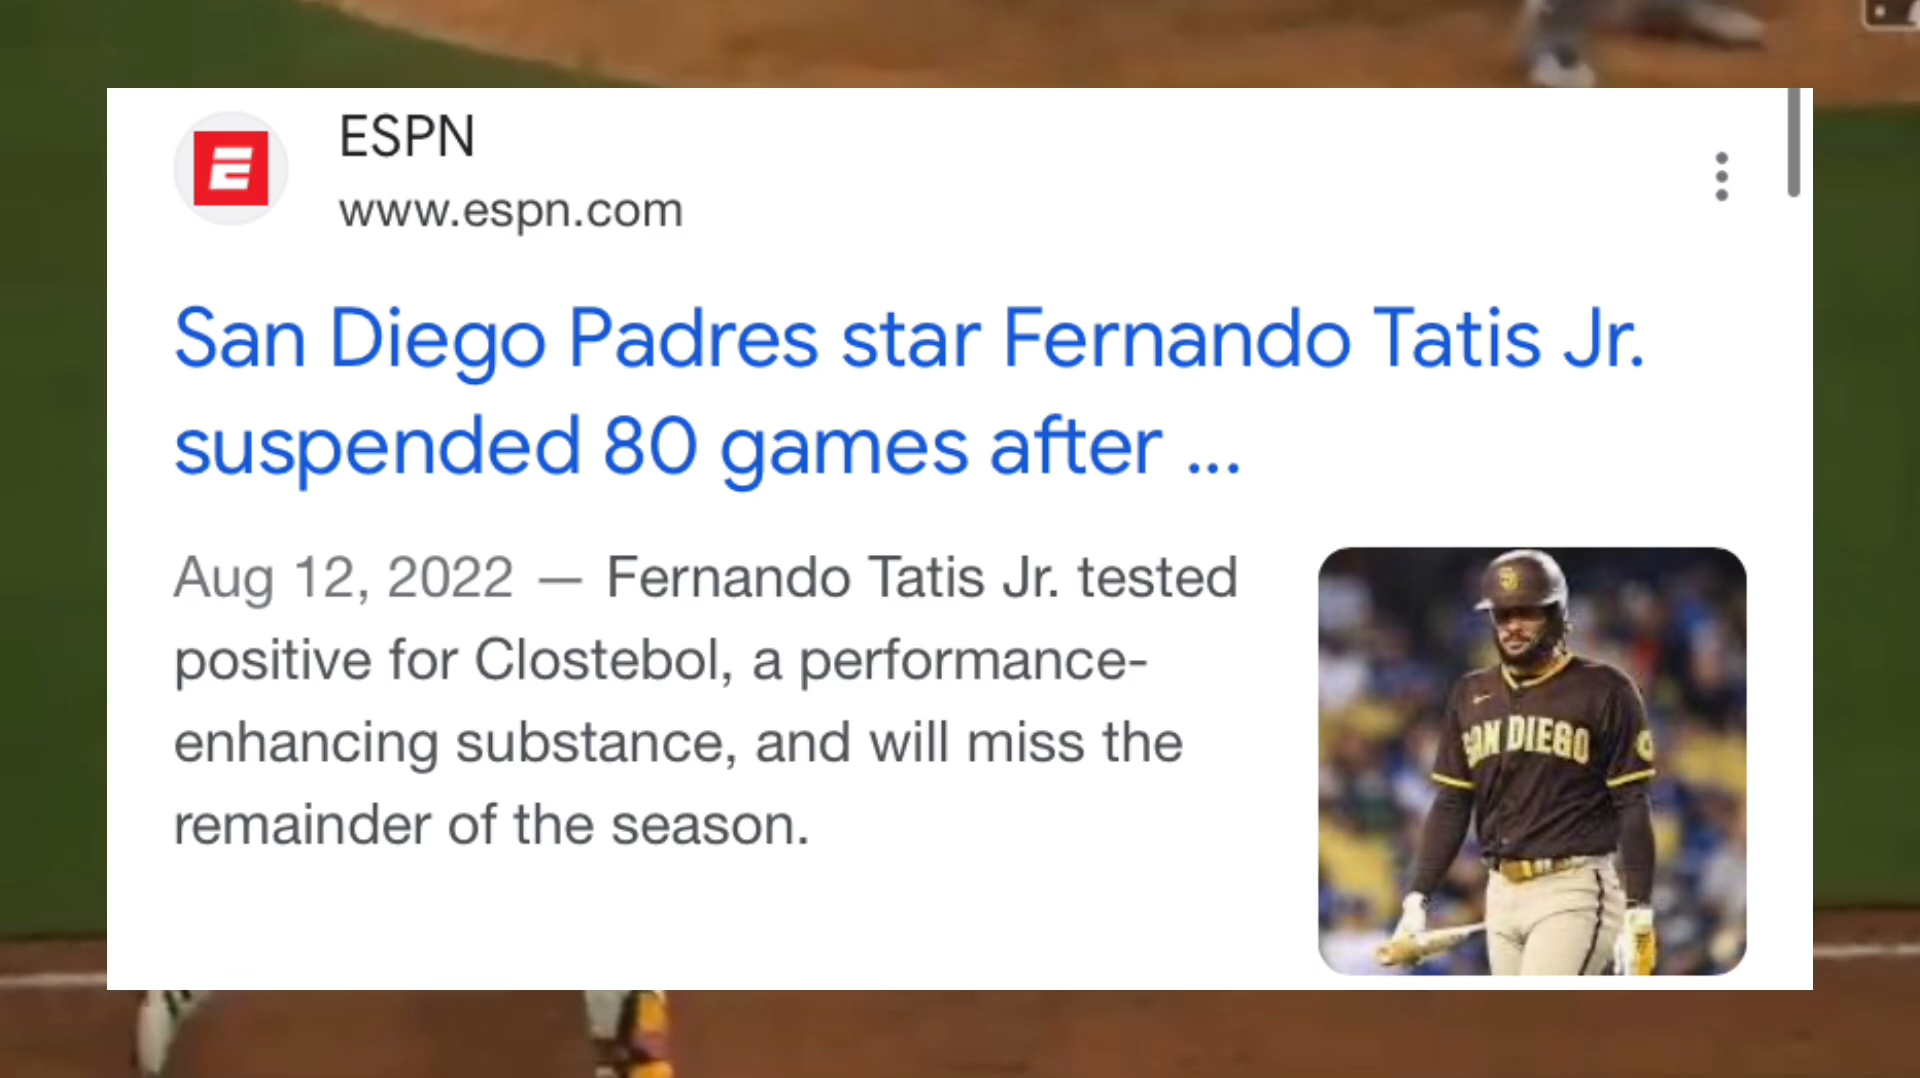 ESPN
www.espn.com
San Diego Padres star Fernando Tatis Jr.
suspended 80 games after ...
Aug 12, 2022 — Fernando Tatis Jr. tested
positive for Clostebol, a performance-
enhancing substance, and will miss the
remainder of the season.
SAN DIEGO